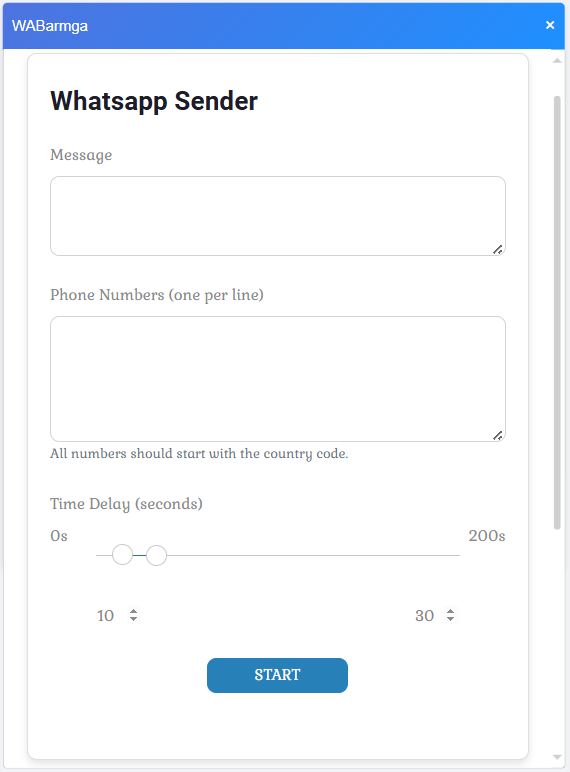 WABarmga ×
Whatsapp Sender
Message
Phone Numbers (one per line)
All numbers should start with the country code.
Time Delay (seconds)
0s 200s
10 30
START